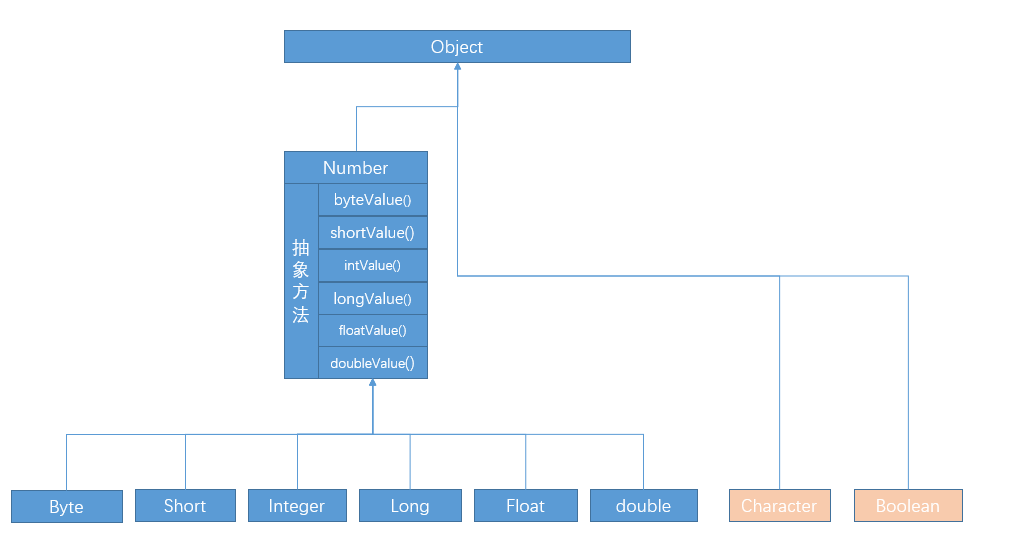 Object
Number
抽象方法
byteValue()
shortValue()
intValue()
longValue()
floatValue()
doubleValue()
Byte
Short
Integer
Long
Float
double
Character
Boolean